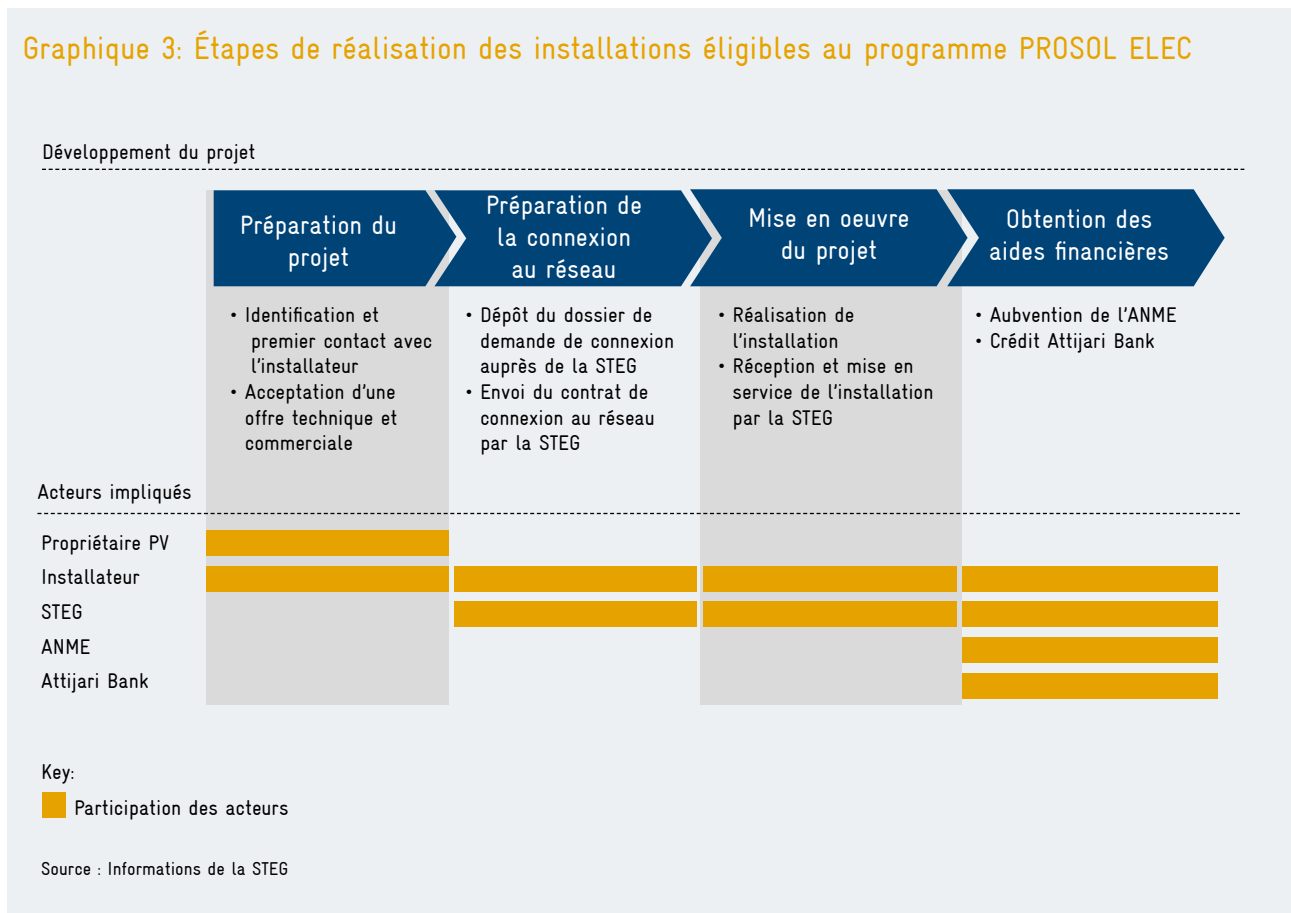 Graphique 3: Étapes de réalisation des installations éligibles au programme PROSOL ELEC
Développement du projet
Préparation du
projet
Préparation de
la connexion
au réseau
Mise en oeuvre
du projet
Obtention des
aides financières
• Identification et
premier contact avec
l'installateur
• Acceptation d'une
offre technique et
commerciale
• Dépôt du dossier de
demande de connexion
auprès de la STEG
• Envoi du contrat de
connexion au réseau
par la STEG
• Réalisation de
l'installation
• Réception et mise en
service de l'installation
par la STEG
• Aubvention de l'ANME
• Crédit Attijari Bank
Acteurs impliqués
Propriétaire PV
Installateur
STEG
ANME
Attijari Bank
Key:
Participation des acteurs
Source : Informations de la STEG